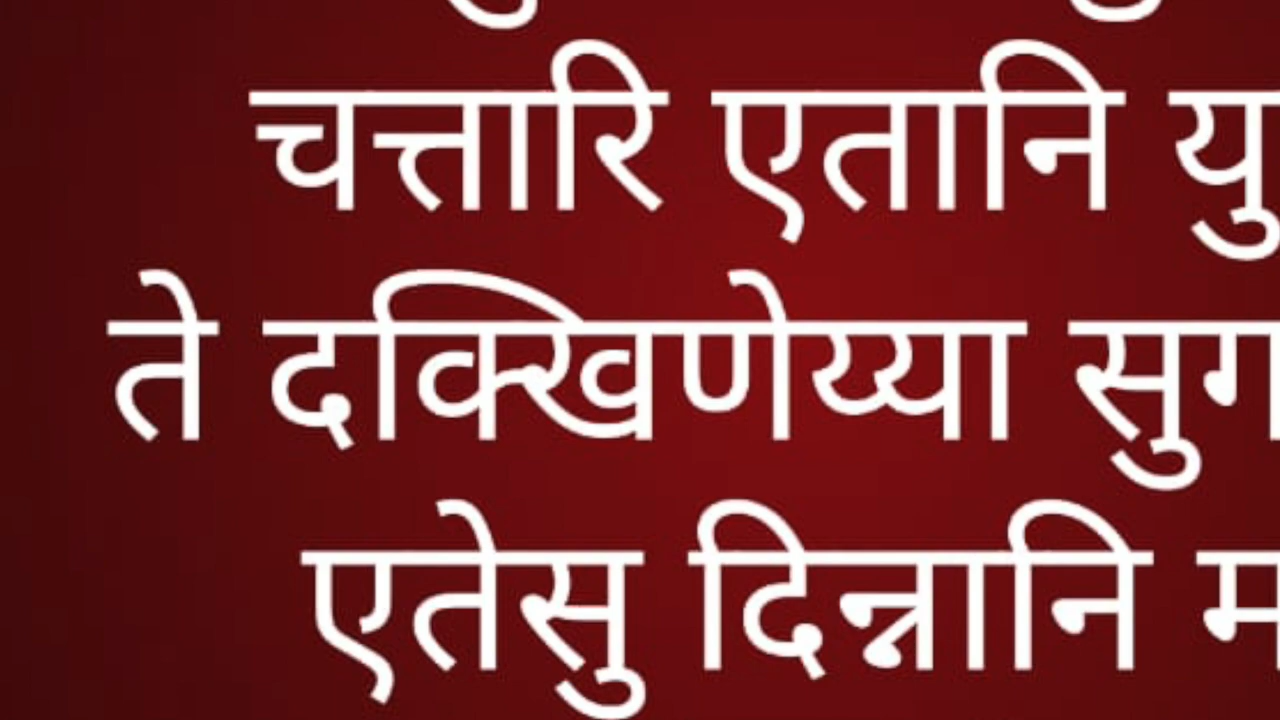 चत्तारि एतानि यु
ते दक्खिणेय्या सुग
एतेसु दिन्नानि म